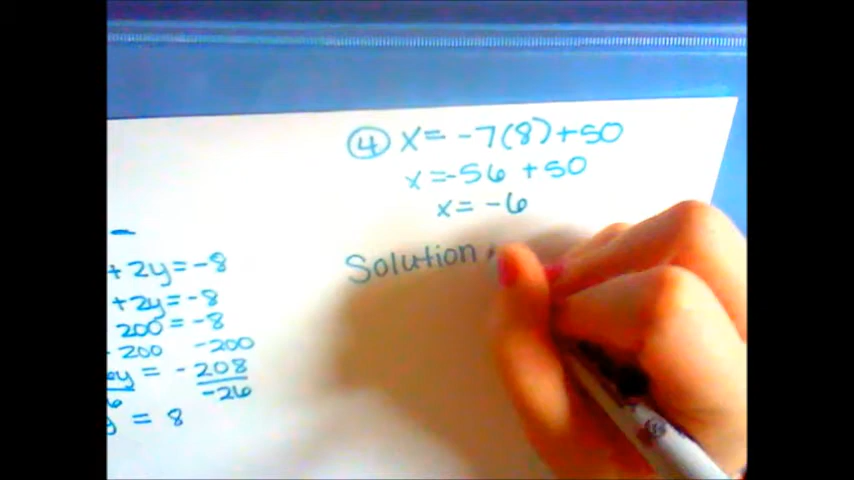 ④ x = -7(8)+50
x = -56 +50
x = -6
Solution
+2y = -8
+2y = -8
200 = -8
-200 -200
y = -208
6 -26
y = 8